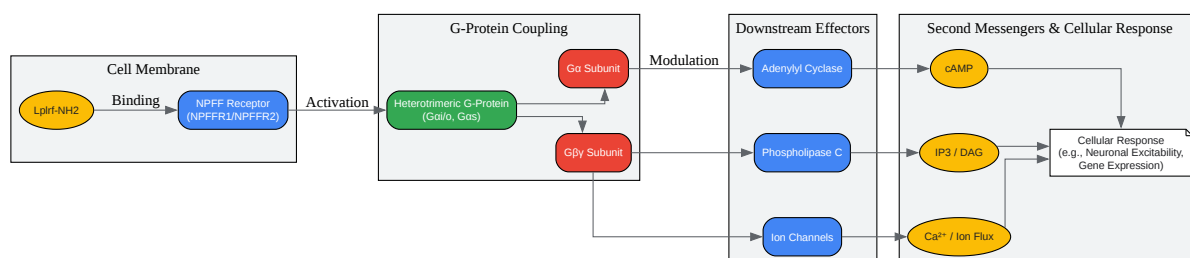 Cell Membrane
Lplrf-NH2
Binding
NPFF Receptor
(NPFFR1/NPFFR2)
Activation
G-Protein Coupling
Heterotrimeric G-Protein
(Gαi/o, Gαs)
Gα Subunit
Gβγ Subunit
Modulation
Downstream Effectors
Adenylyl Cyclase
Phospholipase C
Ion Channels
Second Messengers & Cellular Response
cAMP
IP3 / DAG
Ca²⁺ / Ion Flux
Cellular Response
(e.g., Neuronal Excitability,
Gene Expression)